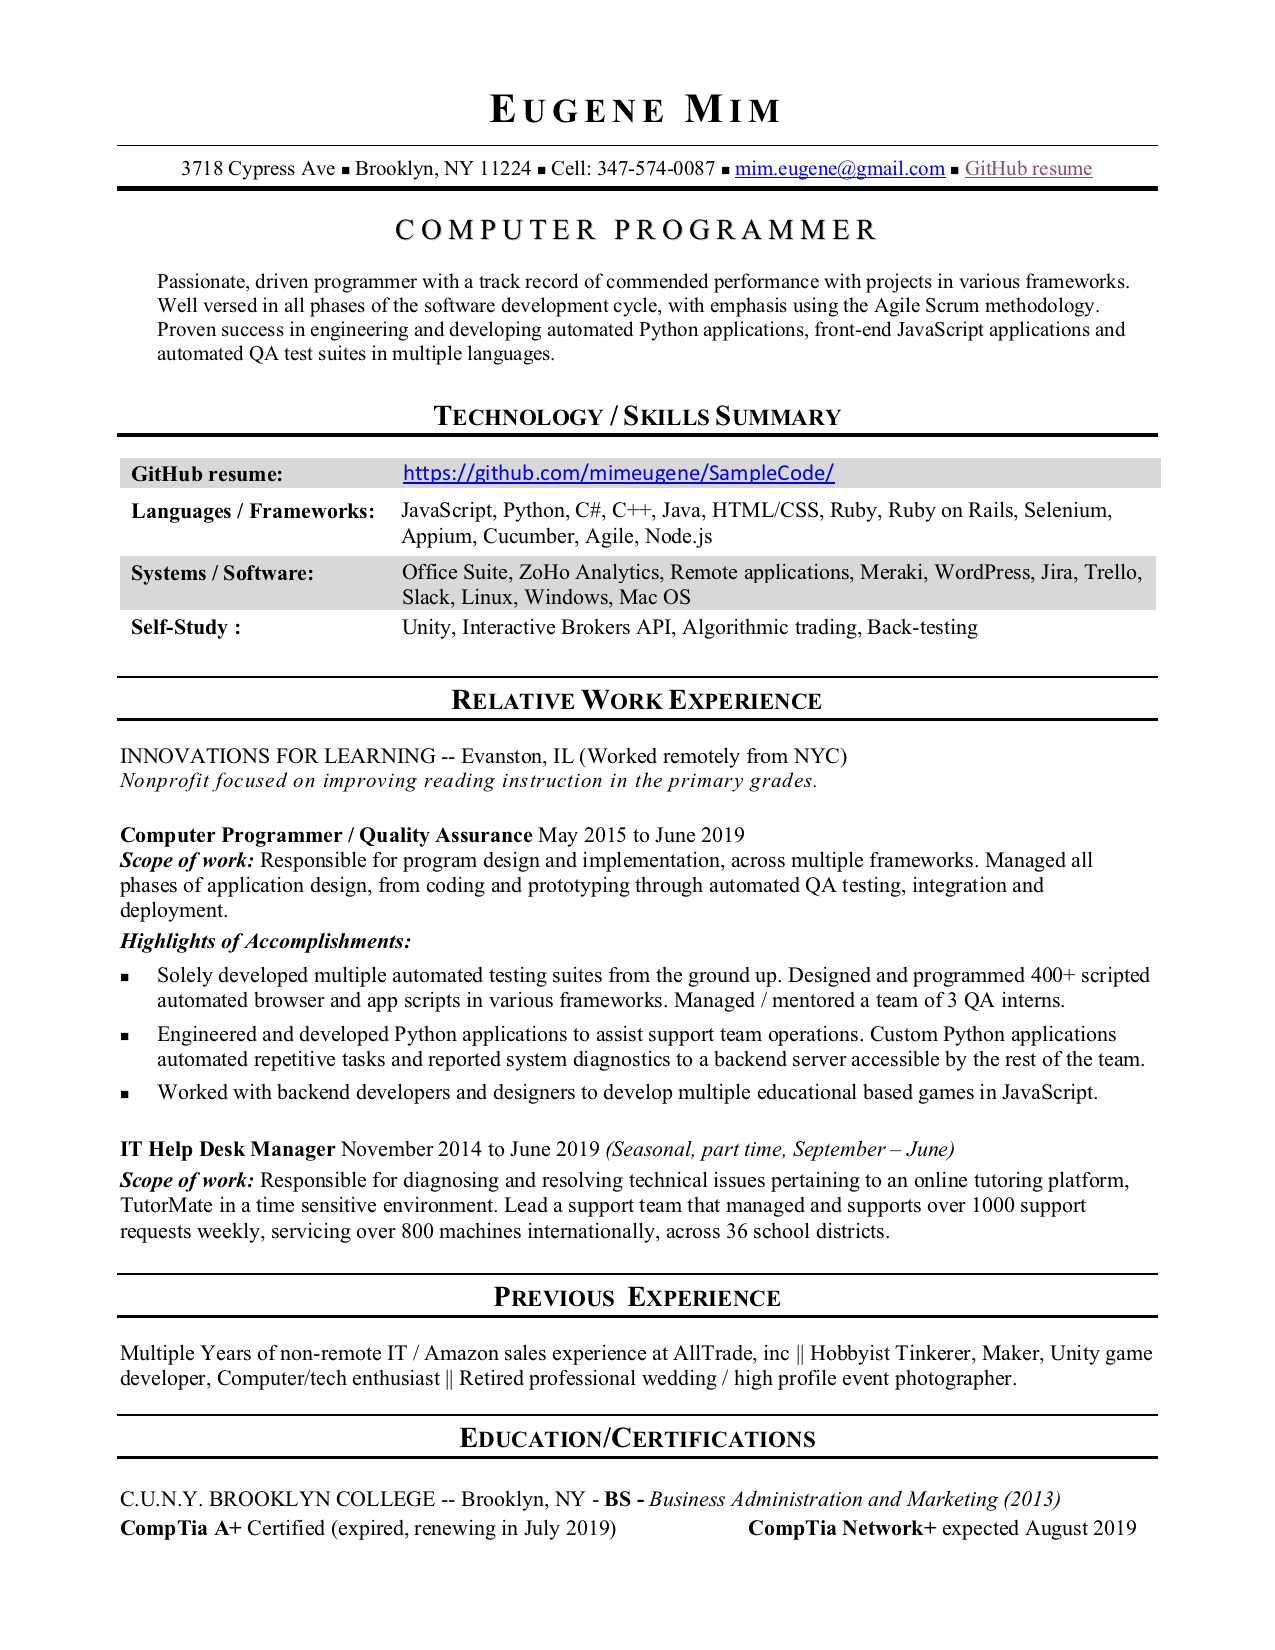 EUGENE MIM
3718 Cypress Ave ▪ Brooklyn, NY 11224 ▪ Cell: 347-574-0087 ▪ mim.eugene@gmail.com ▪ GitHub resume
COMPUTER PROGRAMMER
Passionate, driven programmer with a track record of commended performance with projects in various frameworks.
Well versed in all phases of the software development cycle, with emphasis using the Agile Scrum methodology.
Proven success in engineering and developing automated Python applications, front-end JavaScript applications and
automated QA test suites in multiple languages.
TECHNOLOGY / SKILLS SUMMARY
GitHub resume: https://github.com/mimeugene/SampleCode/
Languages / Frameworks: JavaScript, Python, C#, C++, Java, HTML/CSS, Ruby, Ruby on Rails, Selenium,
Appium, Cucumber, Agile, Node.js
Systems / Software: Office Suite, ZoHo Analytics, Remote applications, Meraki, WordPress, Jira, Trello,
Slack, Linux, Windows, Mac OS
Self-Study : Unity, Interactive Brokers API, Algorithmic trading, Back-testing
RELATIVE WORK EXPERIENCE
INNOVATIONS FOR LEARNING -- Evanston, IL (Worked remotely from NYC)
Nonprofit focused on improving reading instruction in the primary grades.
Computer Programmer / Quality Assurance May 2015 to June 2019
Scope of work: Responsible for program design and implementation, across multiple frameworks. Managed all
phases of application design, from coding and prototyping through automated QA testing, integration and
deployment.
Highlights of Accomplishments:
▪ Solely developed multiple automated testing suites from the ground up. Designed and programmed 400+ scripted
automated browser and app scripts in various frameworks. Managed / mentored a team of 3 QA interns.
▪ Engineered and developed Python applications to assist support team operations. Custom Python applications
automated repetitive tasks and reported system diagnostics to a backend server accessible by the rest of the team.
▪ Worked with backend developers and designers to develop multiple educational based games in JavaScript.
IT Help Desk Manager November 2014 to June 2019 (Seasonal, part time, September – June)
Scope of work: Responsible for diagnosing and resolving technical issues pertaining to an online tutoring platform,
TutorMate in a time sensitive environment. Lead a support team that managed and supports over 1000 support
requests weekly, servicing over 800 machines internationally, across 36 school districts.
PREVIOUS EXPERIENCE
Multiple Years of non-remote IT / Amazon sales experience at AllTrade, inc || Hobbyist Tinkerer, Maker, Unity game
developer, Computer/tech enthusiast || Retired professional wedding / high profile event photographer.
EDUCATION/CERTIFICATIONS
C.U.N.Y. BROOKLYN COLLEGE -- Brooklyn, NY - BS - Business Administration and Marketing (2013)
CompTia A+ Certified (expired, renewing in July 2019) CompTia Network+ expected August 2019